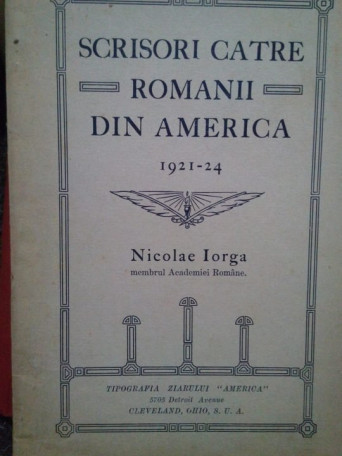 SCRISORI CATRE
ROMANII
DIN AMERICA
1921-24
Nicolae Iorga
membrul Academiei Române.
TIPOGRAFIA ZIARULUI "AMERICA"
5705 Detroit Avenue
CLEVELAND, OHIO, S. U. A.